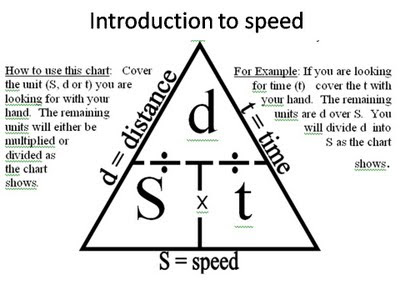 Introduction to speed
How to use this chart: Cover
the unit (S, d or t) you are
looking for with your
hand. The remaining
units will either be
multiplied or
divided as
the chart
shows.
For Example: If you are looking
for time (t) cover the t with
your hand. The remaining
units are d over S. You
will divide d into
S as the chart
shows.
d = distance
t = time
d
÷ ÷
S x t
S = speed